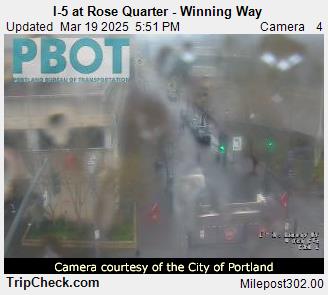 I-5 at Rose Quarter - Winning Way
Updated Mar 19 2025 5:51 PM Camera 4
PBOT
PORTLAND BUREAU OF TRANSPORTATION
Camera courtesy of the City of Portland
TripCheck.com
Milepost302.00